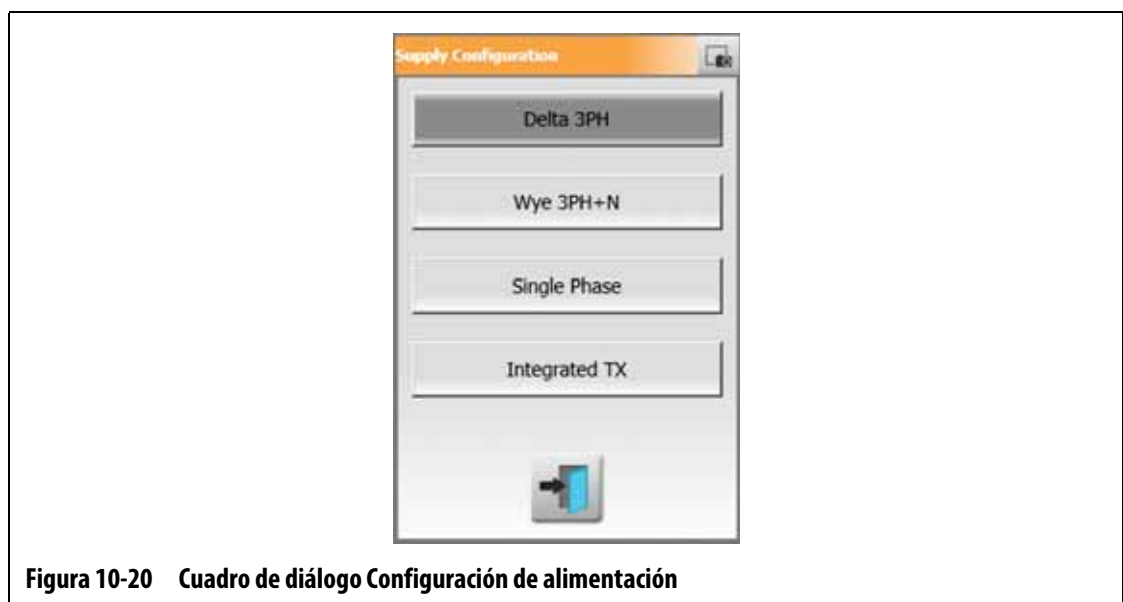 Supply Configuration
Delta 3PH
Wye 3PH+N
Single Phase
Integrated TX
Figura 10-20 Cuadro de diálogo Configuración de alimentación